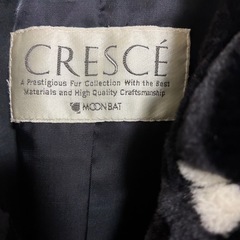 CRESCÉ
A Prestigious Fur Collection With the Best
Materials and High Quality Craftsmanship
MOONBAT